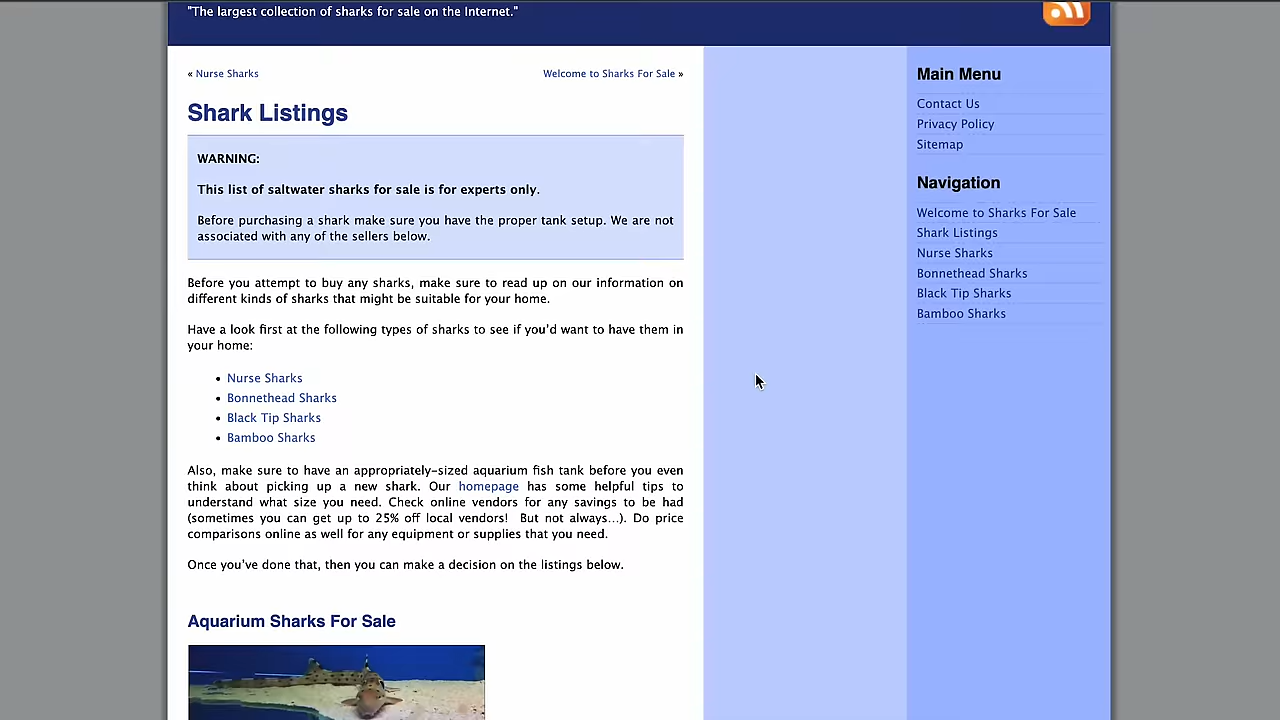 "The largest collection of sharks for sale on the Internet."
« Nurse Sharks
Welcome to Sharks For Sale »
Shark Listings
WARNING:
This list of saltwater sharks for sale is for experts only.
Before purchasing a shark make sure you have the proper tank setup. We are not
associated with any of the sellers below.
Before you attempt to buy any sharks, make sure to read up on our information on
different kinds of sharks that might be suitable for your home.
Have a look first at the following types of sharks to see if you'd want to have them in
your home:
• Nurse Sharks
• Bonnethead Sharks
• Black Tip Sharks
• Bamboo Sharks
Also, make sure to have an appropriately-sized aquarium fish tank before you even
think about picking up a new shark. Our homepage has some helpful tips to
understand what size you need. Check online vendors for any savings to be had
(sometimes you can get up to 25% off local vendors! But not always...). Do price
comparisons online as well for any equipment or supplies that you need.
Once you've done that, then you can make a decision on the listings below.
Aquarium Sharks For Sale
Main Menu
Contact Us
Privacy Policy
Sitemap
Navigation
Welcome to Sharks For Sale
Shark Listings
Nurse Sharks
Bonnethead Sharks
Black Tip Sharks
Bamboo Sharks